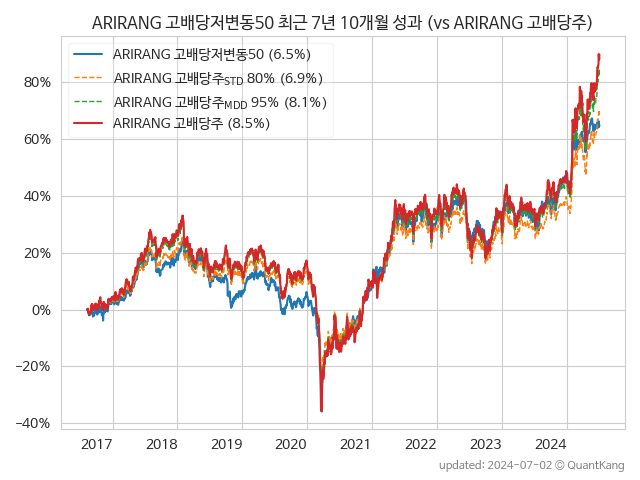 ARIRANG 고배당저변동50 최근 7년 10개월 성과 (vs ARIRANG 고배당주)
ARIRANG 고배당저변동50 (6.5%)
ARIRANG 고배당주STD 80% (6.9%)
ARIRANG 고배당주MDD 95% (8.1%)
ARIRANG 고배당주 (8.5%)
80%
60%
40%
20%
0%
−20%
−40%
2017 2018 2019 2020 2021 2022 2023 2024
updated: 2024-07-02 © QuantKang